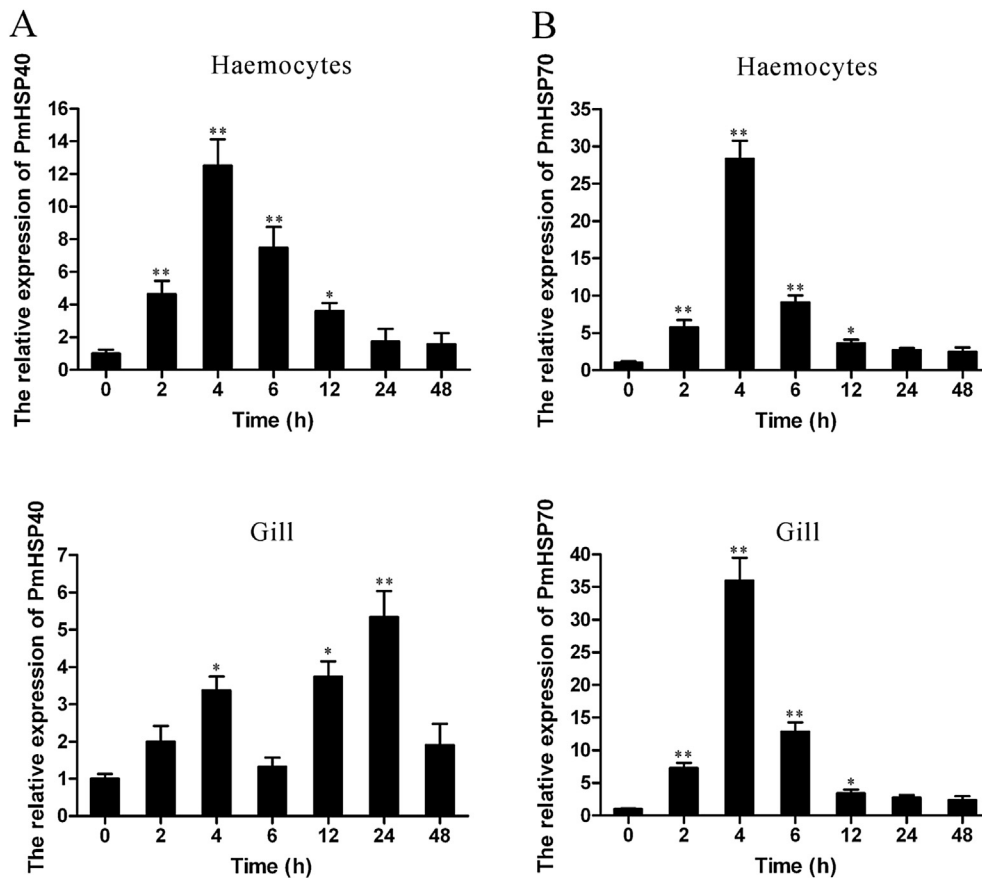 A
Haemocytes
The relative expression of PmHSP40
16
14
12
10
8
6
4
2
0
**
**
**
*
0 2 4 6 12 24 48
Time (h)
B
Haemocytes
The relative expression of PmHSP70
35
30
25
20
15
10
5
0
**
**
**
*
0 2 4 6 12 24 48
Time (h)
Gill
The relative expression of PmHSP40
7
6
5
4
3
2
1
0
*
*
**
0 2 4 6 12 24 48
Time (h)
Gill
The relative expression of PmHSP70
40
35
30
25
20
15
10
5
0
**
**
**
*
0 2 4 6 12 24 48
Time (h)